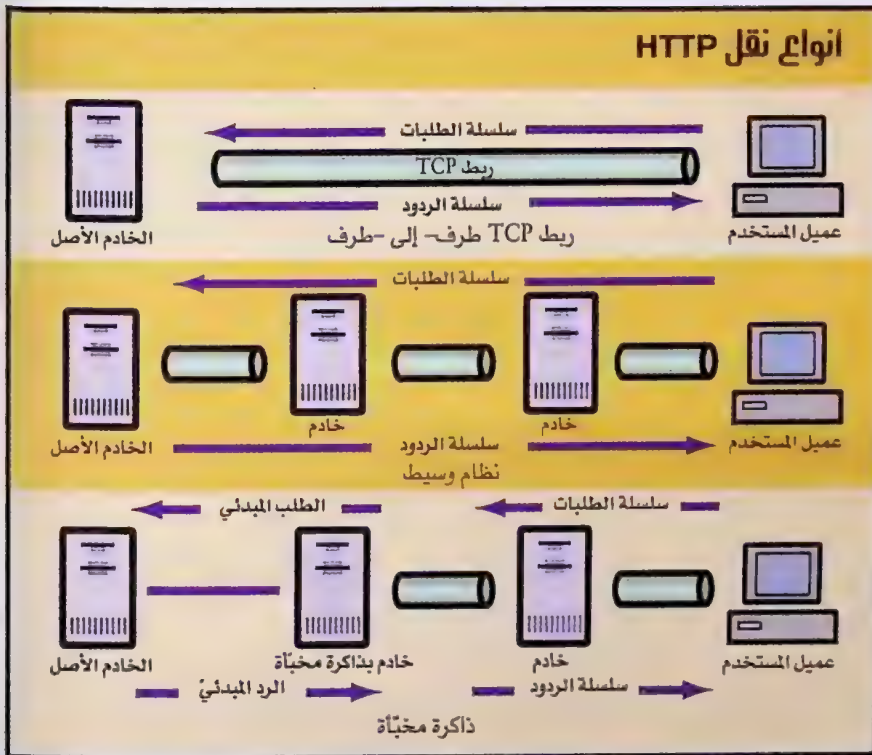 انواع نقل HTTP
سلسلة الطلبات
ربط TCP
سلسلة الردود
عميل المستخدم
الخادم الأصل
ربط TCP طرف- إلى -طرف
سلسلة الطلبات
عميل المستخدم
خادم
خادم
الخادم الأصل
سلسلة الردود
نظام وسيط
سلسلة الطلبات
الطلب المبدئي
عميل المستخدم
خادم
خادم بذاكرة مخبّأة
الخادم الأصل
سلسلة الردود
الرد المبدئيّ
ذاكرة مخبّأة